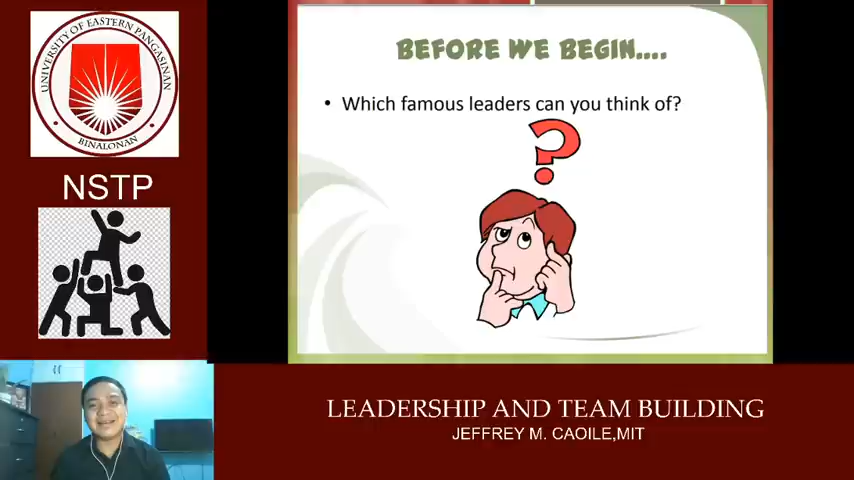 UNIVERSITY OF EASTERN PANGASINAN
BINALONAN
NSTP
BEFORE WE BEGIN....
• Which famous leaders can you think of?
?
LEADERSHIP AND TEAM BUILDING
JEFFREY M. CAOILE,MIT